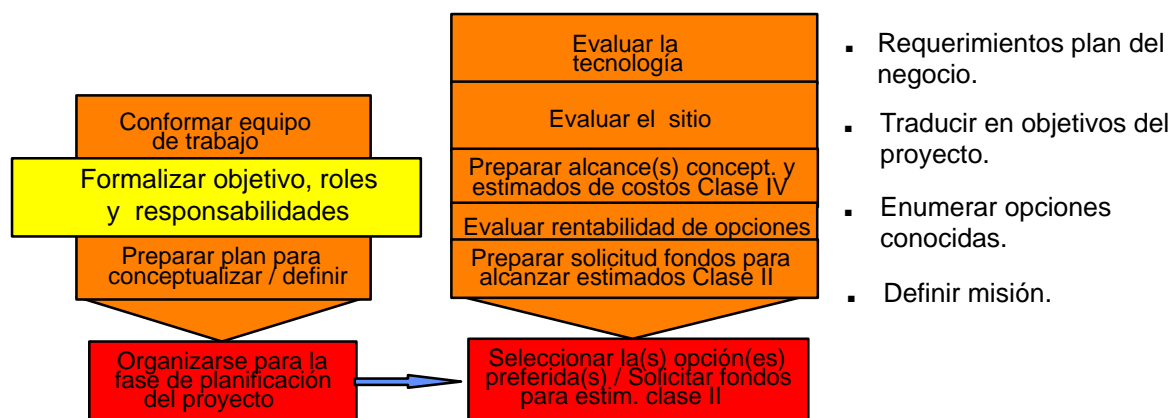 Conformar equipo
de trabajo
Formalizar objetivo, roles
y responsabilidades
Preparar plan para
conceptualizar / definir
Organizarse para la
fase de planificación
del proyecto
Evaluar la
tecnología
Evaluar el sitio
Preparar alcance(s) concept. y
estimados de costos Clase IV
Evaluar rentabilidad de opciones
Preparar solicitud fondos para
alcanzar estimados Clase II
Seleccionar la(s) opción(es)
preferida(s) / Solicitar fondos
para estim. clase II
▪ Requerimientos plan del
negocio.
▪ Traducir en objetivos del
proyecto.
▪ Enumerar opciones
conocidas.
▪ Definir misión.